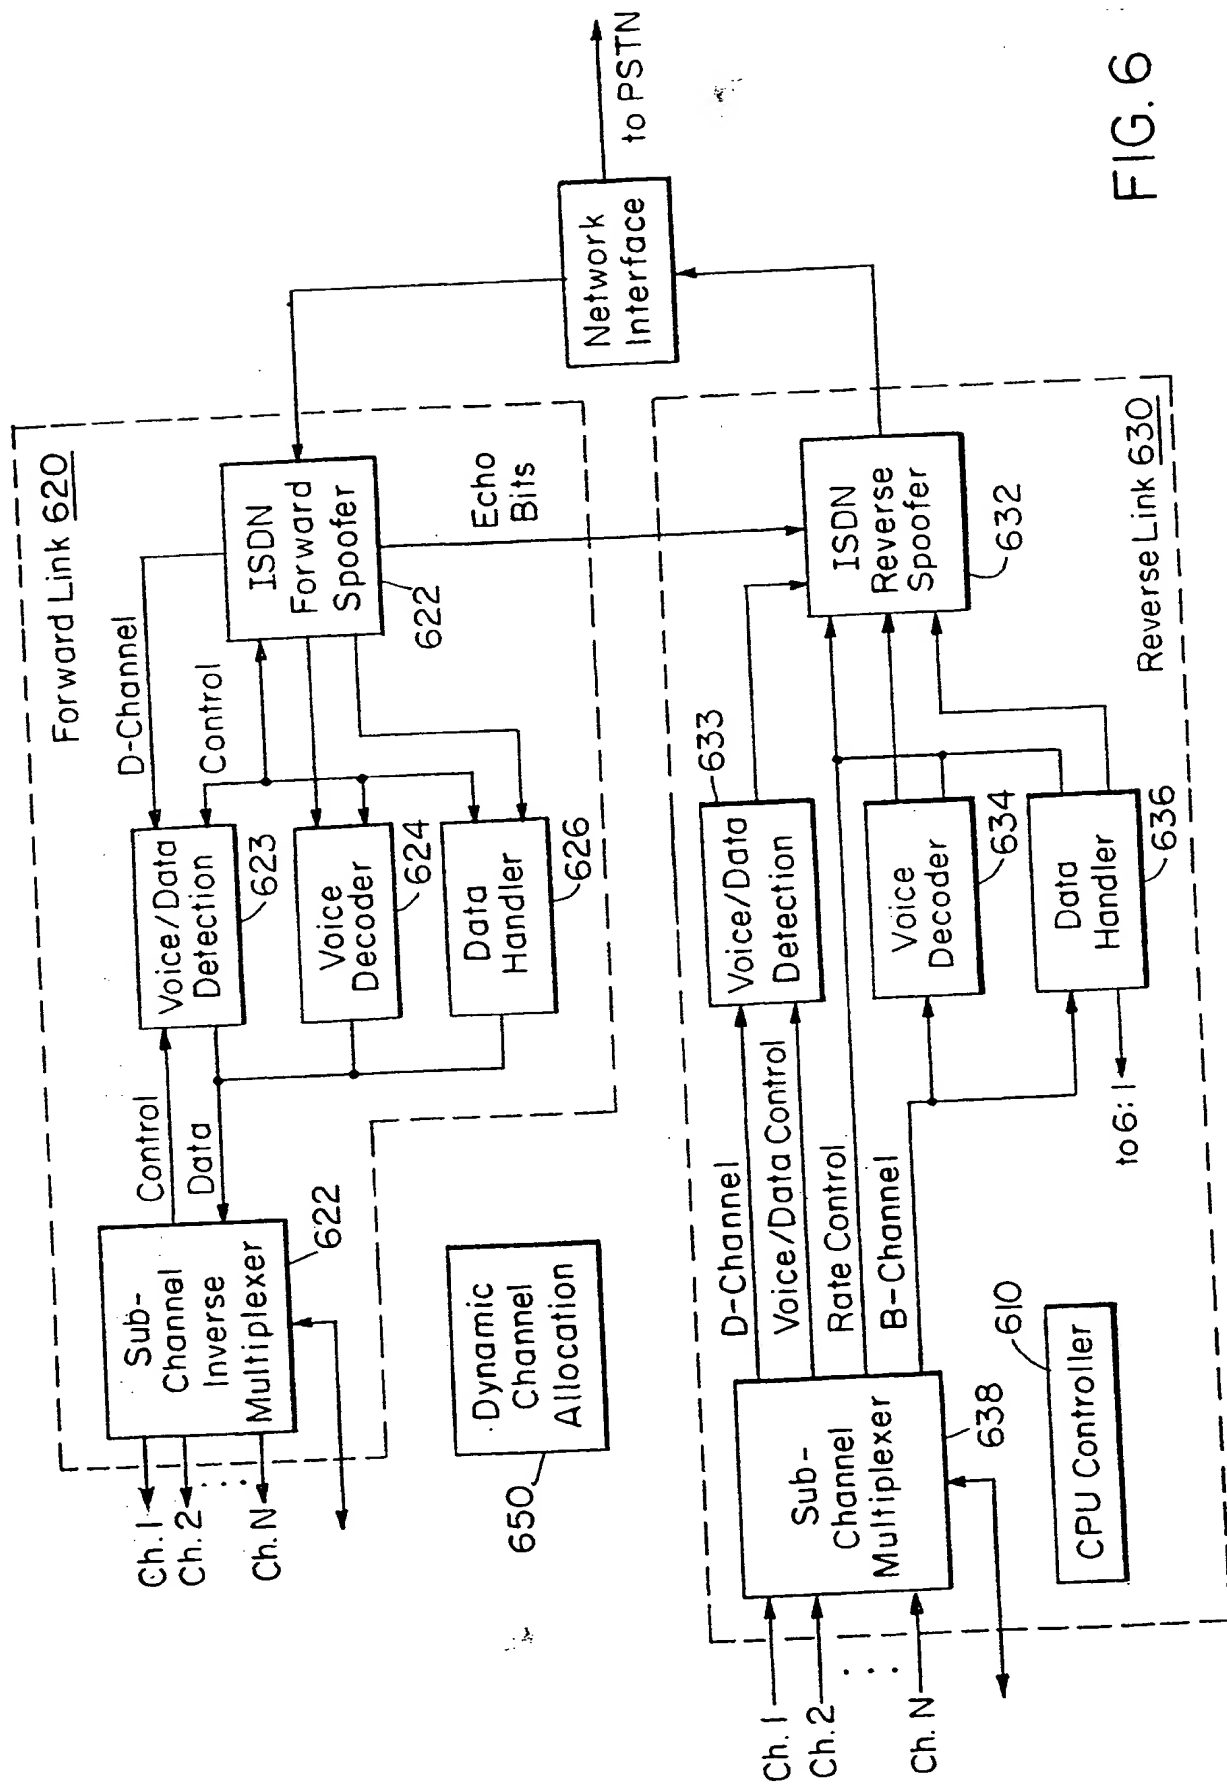 Forward Link 620
Ch. 1
Ch. 2
Ch. N
Sub-
Channel
Inverse
Multiplexer
622
Control
Data
Voice/Data
Detection
623
Voice
Decoder
624
Data
Handler
626
D-Channel
Control
ISDN
Forward
Spoofer
622
Echo
Bits
Network
Interface
to PSTN
Dynamic
Channel
Allocation
650
Ch. 1
Ch. 2
Ch. N
Sub-
Channel
Multiplexer
638
D-Channel
Voice/Data Control
Rate Control
B-Channel
Voice/Data
Detection
633
Voice
Decoder
634
Data
Handler
636
to 6:1
ISDN
Reverse
Spoofer
632
CPU Controller
610
Reverse Link 630
FIG. 6